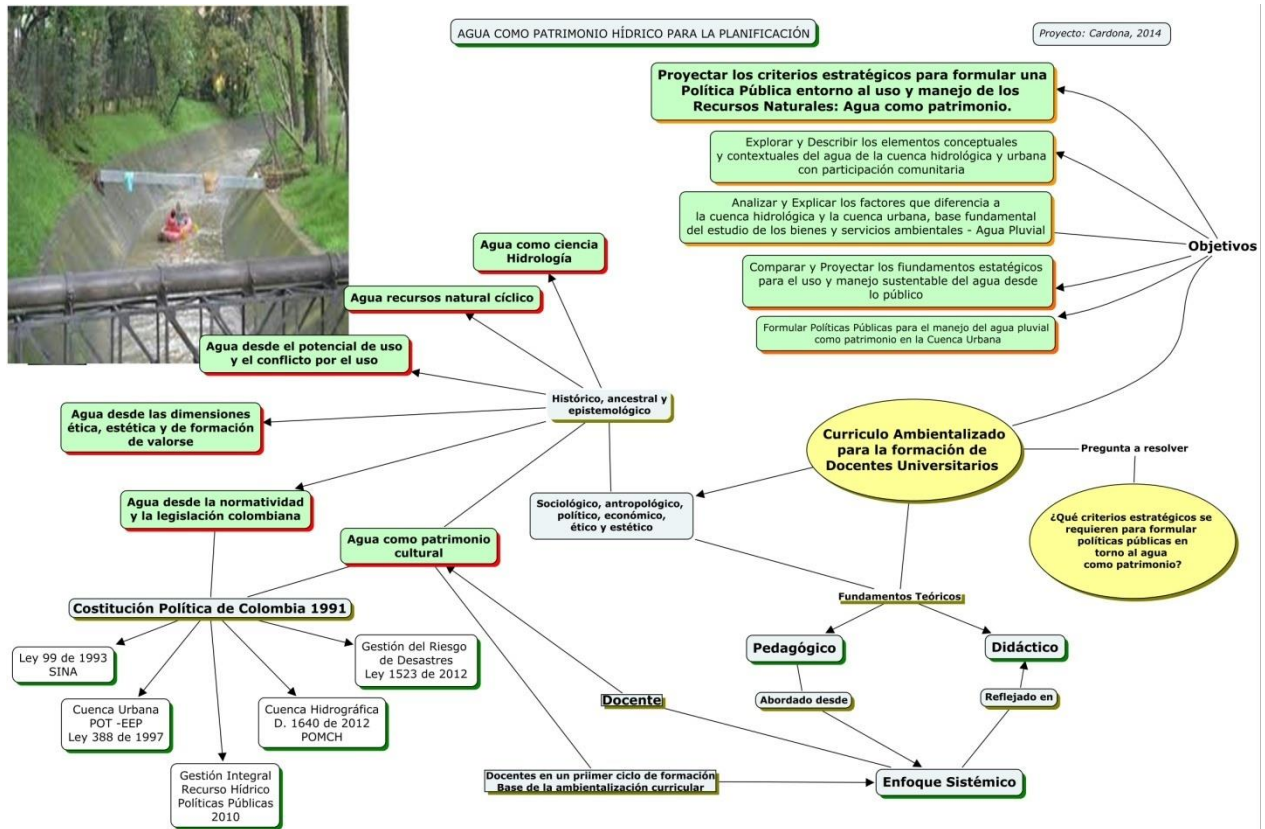 AGUA COMO PATRIMONIO HÍDRICO PARA LA PLANIFICACIÓN
Proyecto: Cardona, 2014
Proyectar los criterios estratégicos para formular una
Política Pública entorno al uso y manejo de los
Recursos Naturales: Agua como patrimonio.
Explorar y Describir los elementos conceptuales
y contextuales del agua de la cuenca hidrológica y urbana
con participación comunitaria
Analizar y Explicar los factores que diferencia a
la cuenca hidrológica y la cuenca urbana, base fundamental
del estudio de los bienes y servicios ambientales - Agua Pluvial
Objetivos
Comparar y Proyectar los fiundamentos estatégicos
para el uso y manejo sustentable del agua desde
lo público
Formular Políticas Públicas para el manejo del agua pluvial
como patrimonio en la Cuenca Urbana
Agua como ciencia
Hidrología
Agua recursos natural cíclico
Agua desde el potencial de uso
y el conflicto por el uso
Agua desde las dimensiones
ética, estética y de formación
de valorse
Histórico, ancestral y
epistemológico
Agua desde la normatividad
y la legislación colombiana
Agua como patrimonio
cultural
Curriculo Ambientalizado
para la formación de
Docentes Universitarios
Pregunta a resolver
¿Qué criterios estratégicos se
requieren para formular
políticas públicas en
torno al agua
como patrimonio?
Sociológico, antropológico,
político, económico,
ético y estético
Fundamentos Teóricos
Pedagógico
Didáctico
Abordado desde
Reflejado en
Docente
Enfoque Sistémico
Docentes en un priimer ciclo de formación
Base de la ambientalización curricular
Costitución Política de Colombia 1991
Ley 99 de 1993
SINA
Cuenca Urbana
POT -EEP
Ley 388 de 1997
Gestión Integral
Recurso Hídrico
Políticas Públicas
2010
Cuenca Hidrográfica
D. 1640 de 2012
POMCH
Gestión del Riesgo
de Desastres
Ley 1523 de 2012